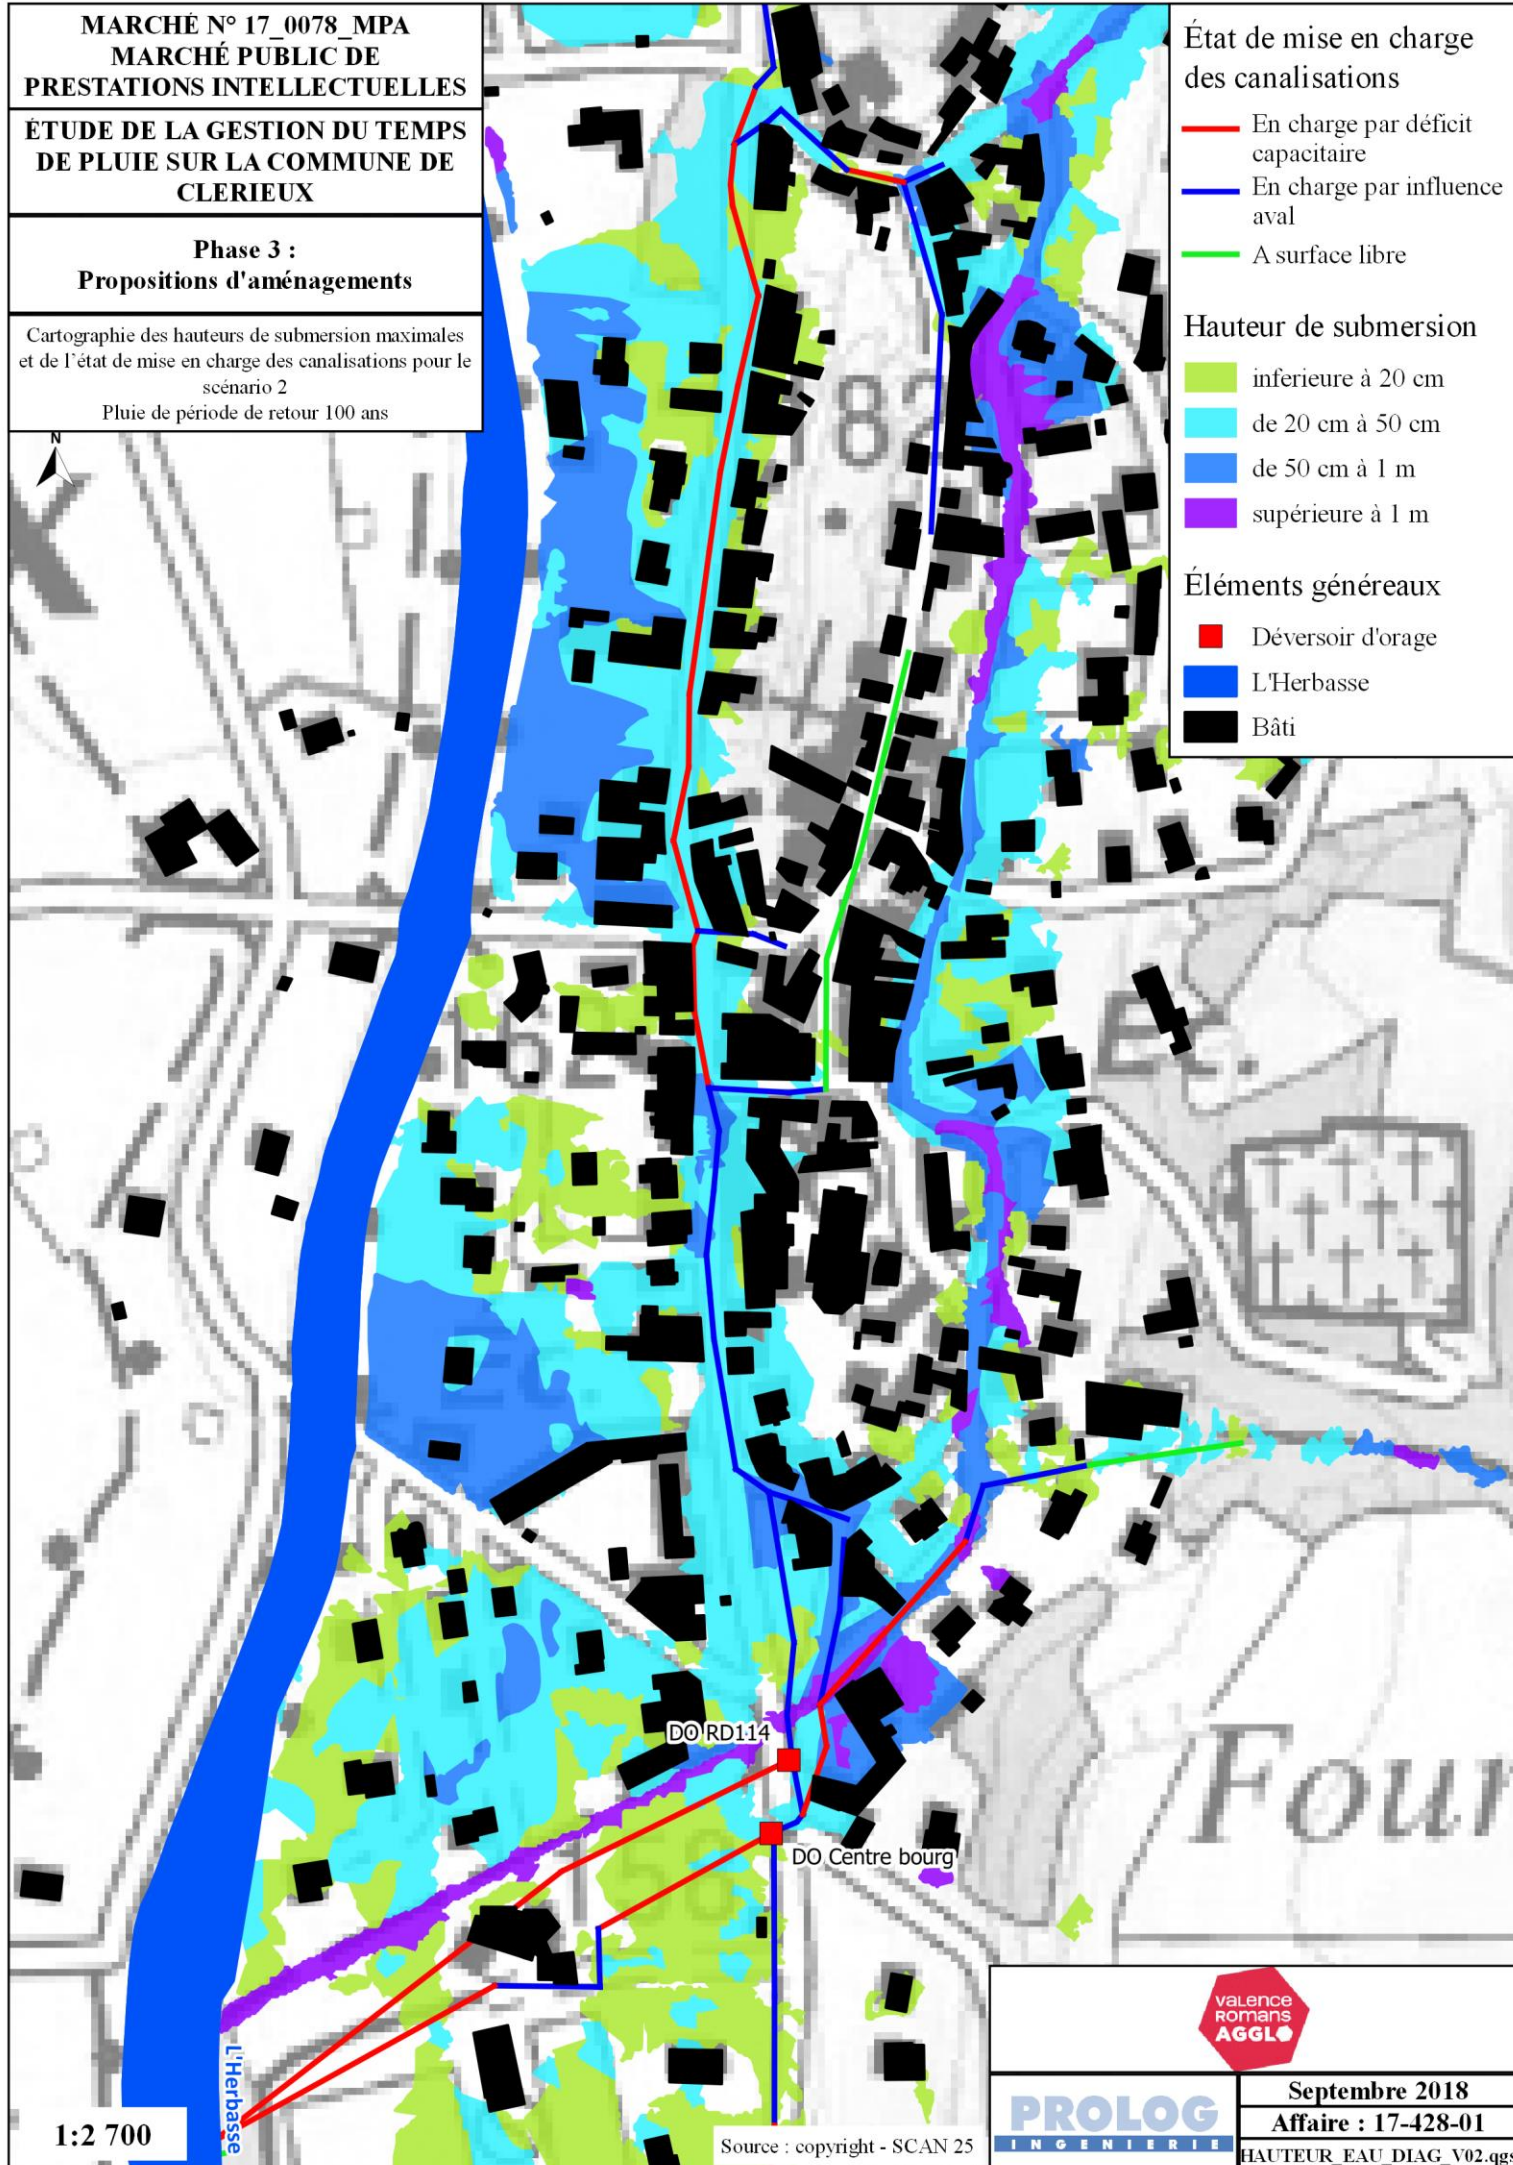 MARCHÉ N° 17_0078_MPA
MARCHÉ PUBLIC DE
PRESTATIONS INTELLECTUELLES
ÉTUDE DE LA GESTION DU TEMPS
DE PLUIE SUR LA COMMUNE DE
CLERIEUX
Phase 3 :
Propositions d'aménagements
Cartographie des hauteurs de submersion maximales
et de l'état de mise en charge des canalisations pour le
scénario 2
Pluie de période de retour 100 ans
N
État de mise en charge
des canalisations
En charge par déficit
capacitaire
En charge par influence
aval
A surface libre
Hauteur de submersion
inferieure à 20 cm
de 20 cm à 50 cm
de 50 cm à 1 m
supérieure à 1 m
Éléments généreaux
Déversoir d'orage
L'Herbasse
Bâti
DO RD114
DO Centre bourg
Four
L'Herbasse
1:2 700
Source : copyright - SCAN 25
VALENCE
ROMANS
AGGLO
PROLOG
INGENIERIE
Septembre 2018
Affaire : 17-428-01
HAUTEUR_EAU_DIAG_V02.qgs